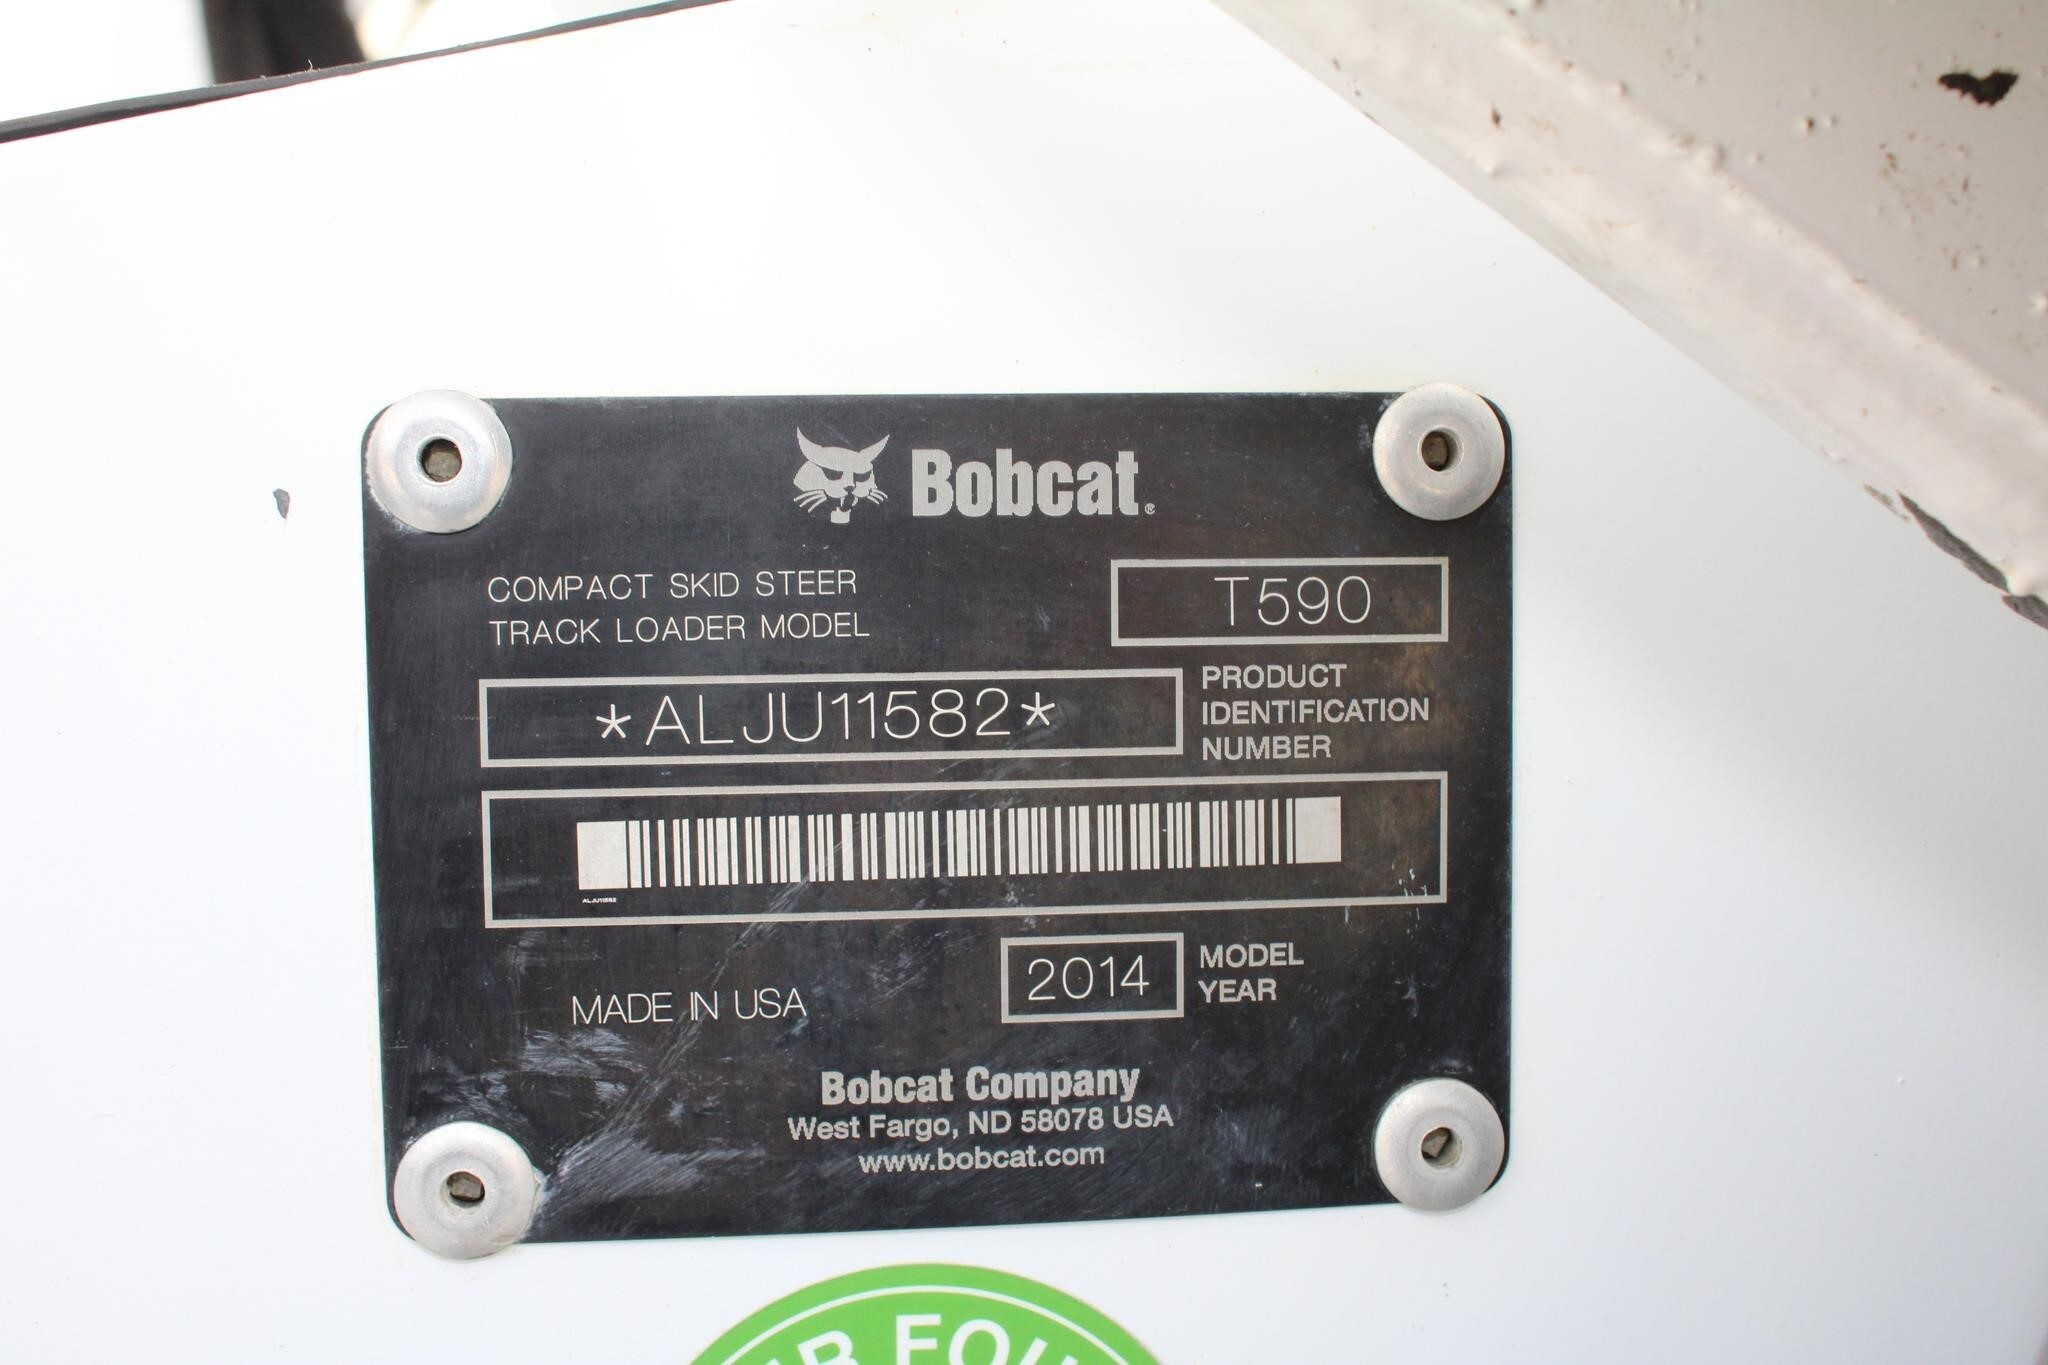 Bobcat®
COMPACT SKID STEER
TRACK LOADER MODEL
T590
*ALJU11582*
PRODUCT
IDENTIFICATION
NUMBER
ALJU11582
MADE IN USA
2014
MODEL
YEAR
Bobcat Company
West Fargo, ND 58078 USA
www.bobcat.com